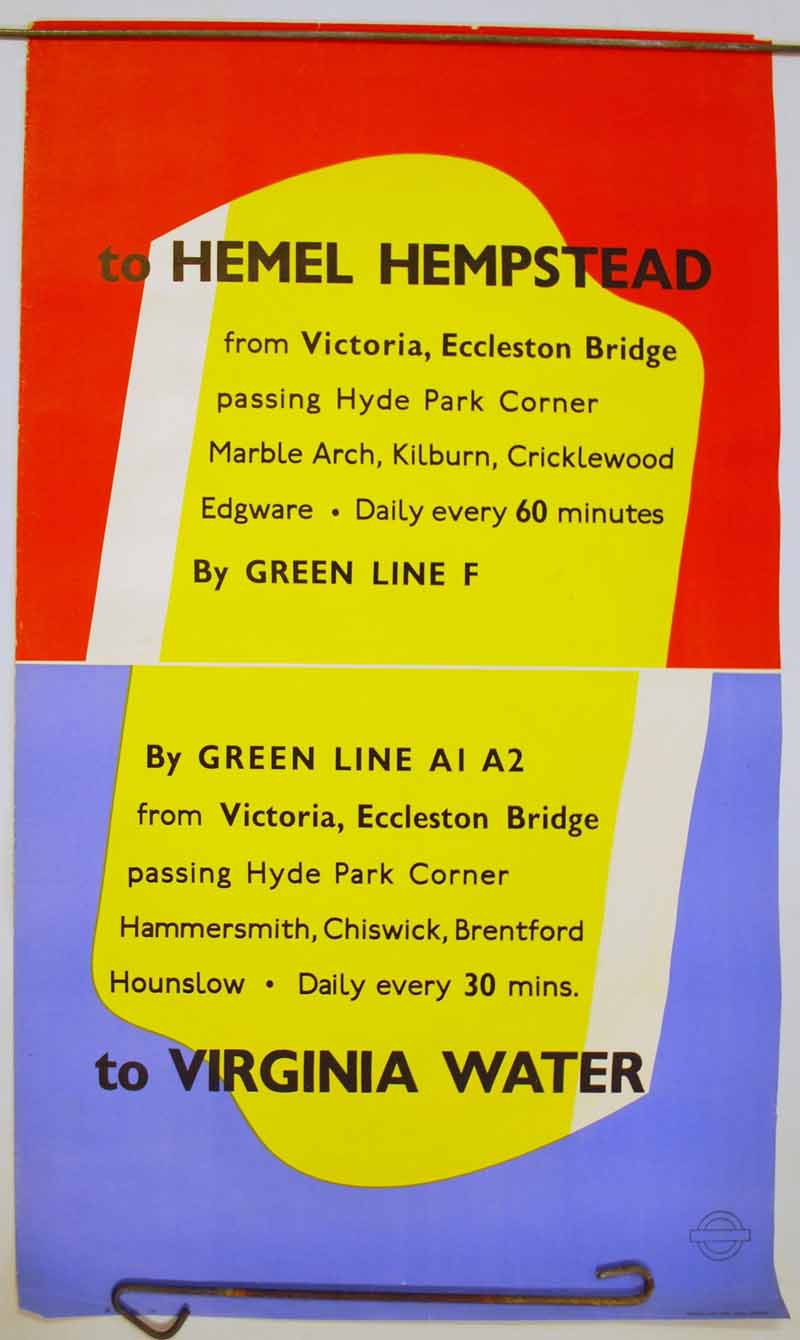 to HEMEL HEMPSTEAD
from Victoria, Eccleston Bridge
passing Hyde Park Corner
Marble Arch, Kilburn, Cricklewood
Edgware • Daily every 60 minutes
By GREEN LINE F
By GREEN LINE A1 A2
from Victoria, Eccleston Bridge
passing Hyde Park Corner
Hammersmith, Chiswick, Brentford
Hounslow • Daily every 30 mins.
to VIRGINIA WATER